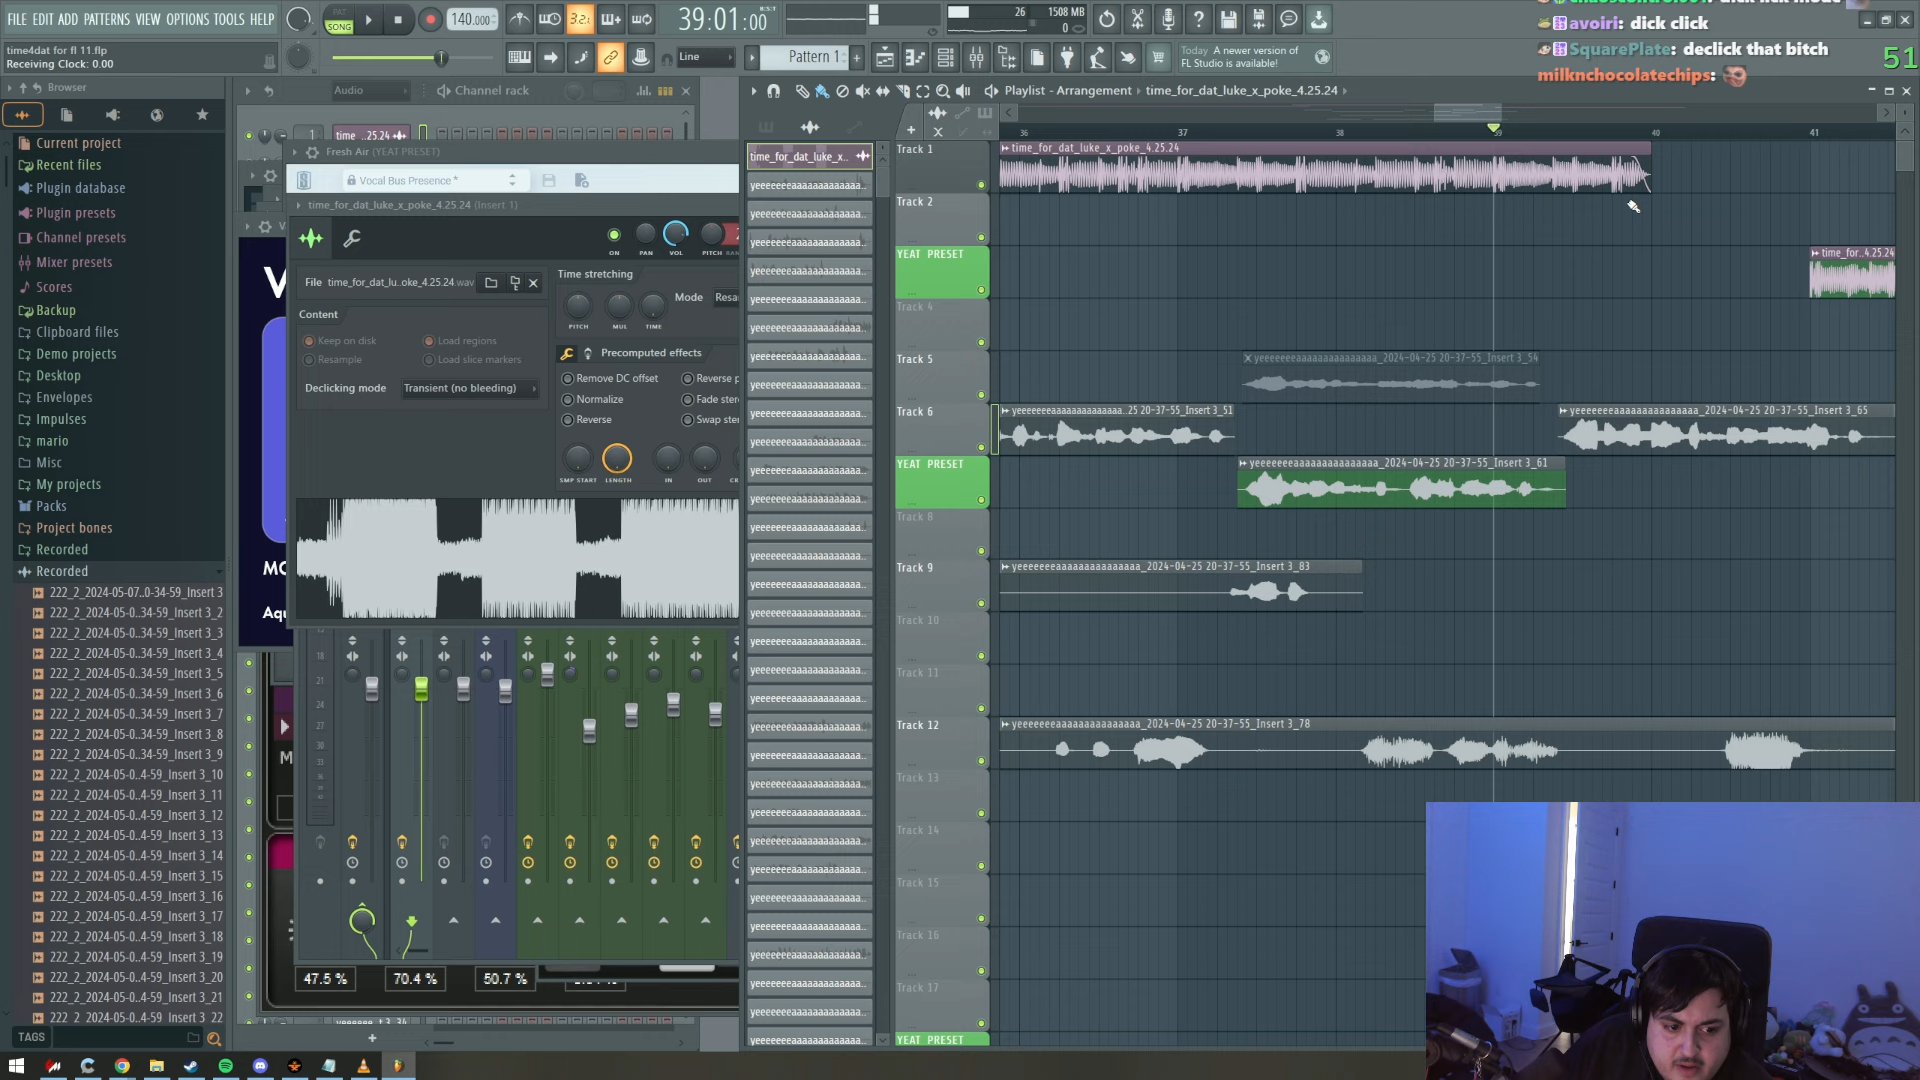 FILE EDIT ADD PATTERNS VIEW OPTIONS TOOLS HELP
PAT
SONG
140.000
3.2.
39:01:00
26
1508 MB
0
avoiri: dick click
SquarePlate: declick that bitch
milknchocolatechips:
51
time4dat for fl 11.flp
Receiving Clock: 0.00
Line
Pattern 1
Today A newer version of
FL Studio is available!
Browser
Audio
Channel rack
Playlist - Arrangement › time_for_dat_luke_x_poke_4.25.24
Current project
Recent files
Plugin database
Plugin presets
Channel presets
Mixer presets
Scores
Backup
Clipboard files
Demo projects
Desktop
Envelopes
Impulses
mario
Misc
My projects
Packs
Project bones
Recorded
Recorded
222_2_2024-05-07..0-34-59_Insert 3
222_2_2024-05-0..34-59_Insert 3_2
222_2_2024-05-0..34-59_Insert 3_3
222_2_2024-05-0..34-59_Insert 3_4
222_2_2024-05-0..34-59_Insert 3_5
222_2_2024-05-0..34-59_Insert 3_6
222_2_2024-05-0..34-59_Insert 3_7
222_2_2024-05-0..34-59_Insert 3_8
222_2_2024-05-0..34-59_Insert 3_9
222_2_2024-05-0..4-59_Insert 3_10
222_2_2024-05-0..4-59_Insert 3_11
222_2_2024-05-0..4-59_Insert 3_12
222_2_2024-05-0..4-59_Insert 3_13
222_2_2024-05-0..4-59_Insert 3_14
222_2_2024-05-0..4-59_Insert 3_15
222_2_2024-05-0..4-59_Insert 3_16
222_2_2024-05-0..4-59_Insert 3_17
222_2_2024-05-0..4-59_Insert 3_18
222_2_2024-05-0..4-59_Insert 3_19
222_2_2024-05-0..4-59_Insert 3_20
222_2_2024-05-0..4-59_Insert 3_21
222_2_2024-05-0..4-59_Insert 3_22
TAGS
1
time_..25.24
Fresh Air (YEAT PRESET)
Vocal Bus Presence *
time_for_dat_luke_x_poke_4.25.24 (Insert 1)
ON PAN VOL PITCH
File time_for_dat_lu..oke_4.25.24.wav
Time stretching
PITCH MUL TIME
Mode
Content
Keep on disk
Load regions
Resample
Load slice markers
Declicking mode
Transient (no bleeding)
Precomputed effects
Remove DC offset
Normalize
Reverse
SMP START LENGTH IN OUT
18
21
24
27
30
47.5 %
70.4 %
50.7 %
time_for_dat_luke_x..
36 37 38 39 40 41
Track 1
time_for_dat_luke_x_poke_4.25.24
Track 2
YEAT PRESET
time_for..4.25.24
Track 4
Track 5
yeeeeeeaaaaaaaaaaaaaaa_2024-04-25 20-37-55_Insert 3_54
Track 6
yeeeeeeaaaaaaaaaaaaaaa..25 20-37-55_Insert 3_51
yeeeeeeaaaaaaaaaaaaaaa_2024-04-25 20-37-55_Insert 3_65
YEAT PRESET
yeeeeeeaaaaaaaaaaaaaaa_2024-04-25 20-37-55_Insert 3_61
Track 8
Track 9
yeeeeeeaaaaaaaaaaaaaaa_2024-04-25 20-37-55_Insert 3_83
Track 10
Track 11
Track 12
yeeeeeeaaaaaaaaaaaaaaa_2024-04-25 20-37-55_Insert 3_78
Track 13
Track 14
Track 15
Track 16
Track 17
YEAT PRESET